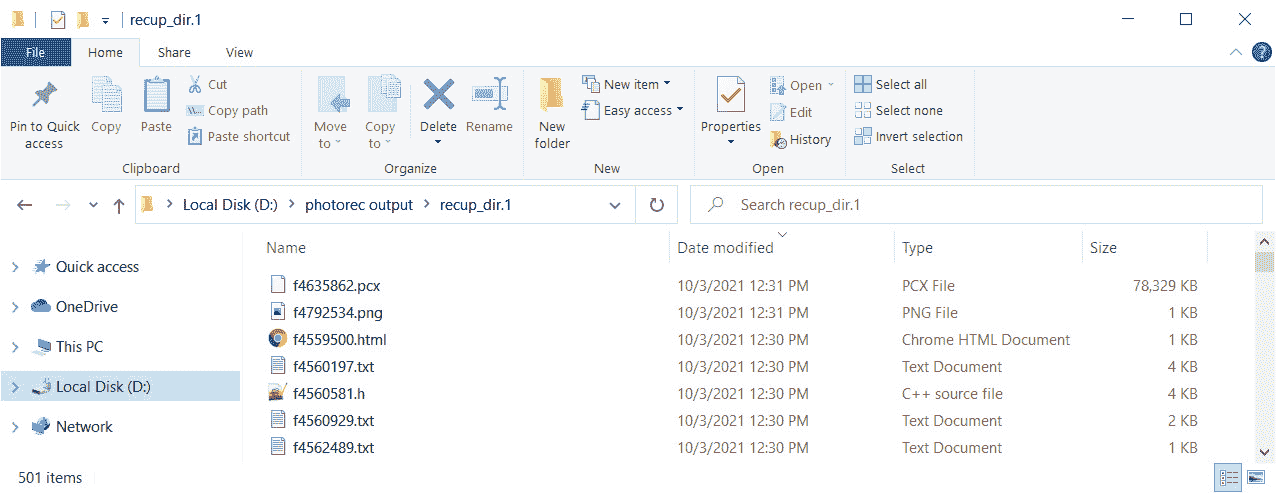 recup_dir.1
File Home Share View
Pin to Quick access Copy Paste Cut Copy path Paste shortcut
Clipboard
Move to Copy to Delete Rename
Organize
New folder New item Easy access
New
Properties Open Edit History
Open
Select all Select none Invert selection
Select
Local Disk (D:) photorec output recup_dir.1
Search recup_dir.1
Quick access
OneDrive
This PC
Local Disk (D:)
Network
Name Date modified Type Size
f4635862.pcx 10/3/2021 12:31 PM PCX File 78,329 KB
f4792534.png 10/3/2021 12:31 PM PNG File 1 KB
f4559500.html 10/3/2021 12:30 PM Chrome HTML Document 1 KB
f4560197.txt 10/3/2021 12:30 PM Text Document 4 KB
f4560581.h 10/3/2021 12:30 PM C++ source file 4 KB
f4560929.txt 10/3/2021 12:30 PM Text Document 2 KB
f4562489.txt 10/3/2021 12:30 PM Text Document 1 KB
501 items